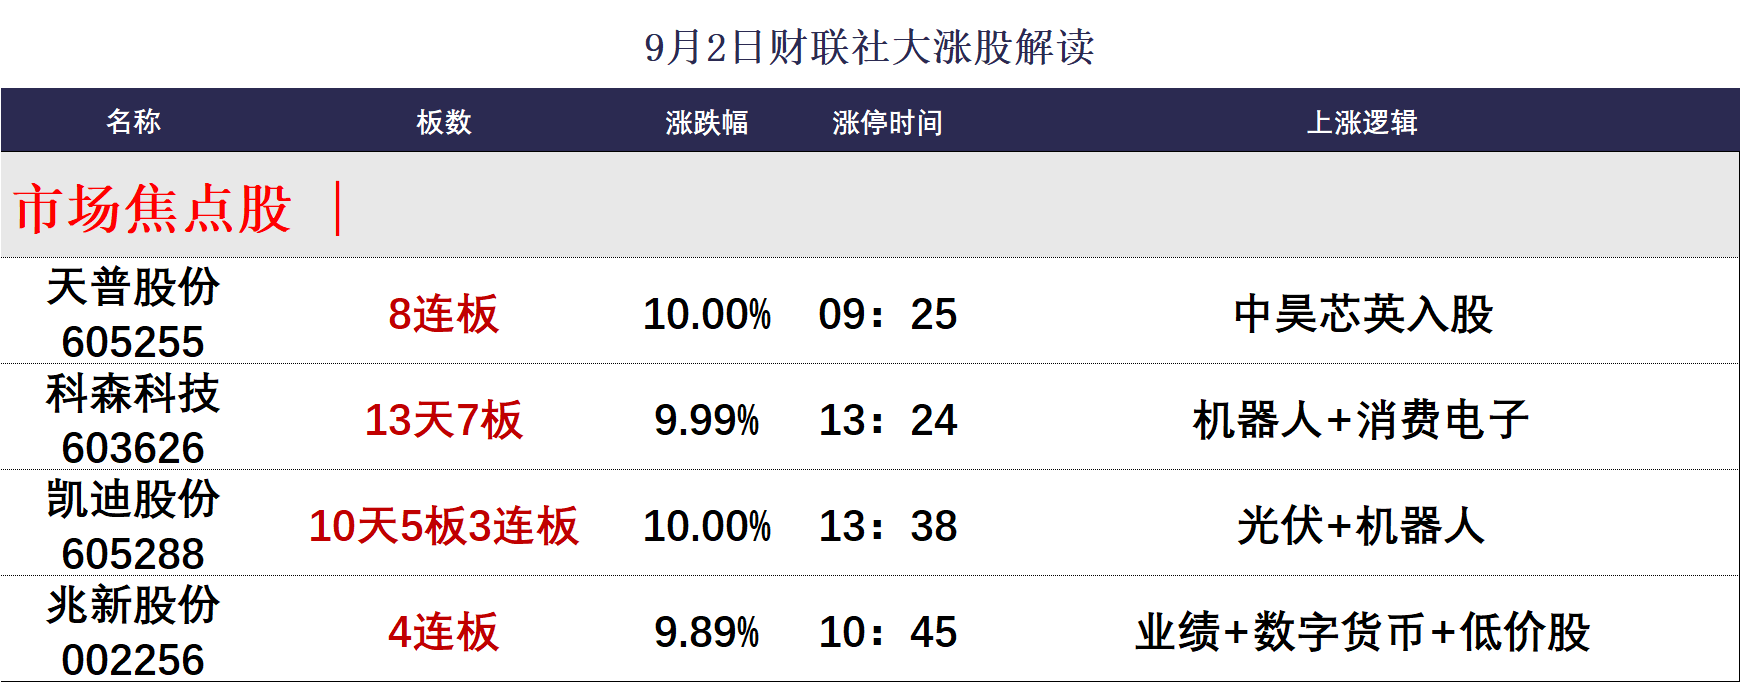 9月2日财联社大涨股解读
名称 板数 涨跌幅 涨停时间 上涨逻辑
市场焦点股 |
天普股份
605255 8连板 10.00% 09：25 中昊芯英入股
科森科技
603626 13天7板 9.99% 13：24 机器人+消费电子
凯迪股份
605288 10天5板3连板 10.00% 13：38 光伏+机器人
兆新股份
002256 4连板 9.89% 10：45 业绩+数字货币+低价股